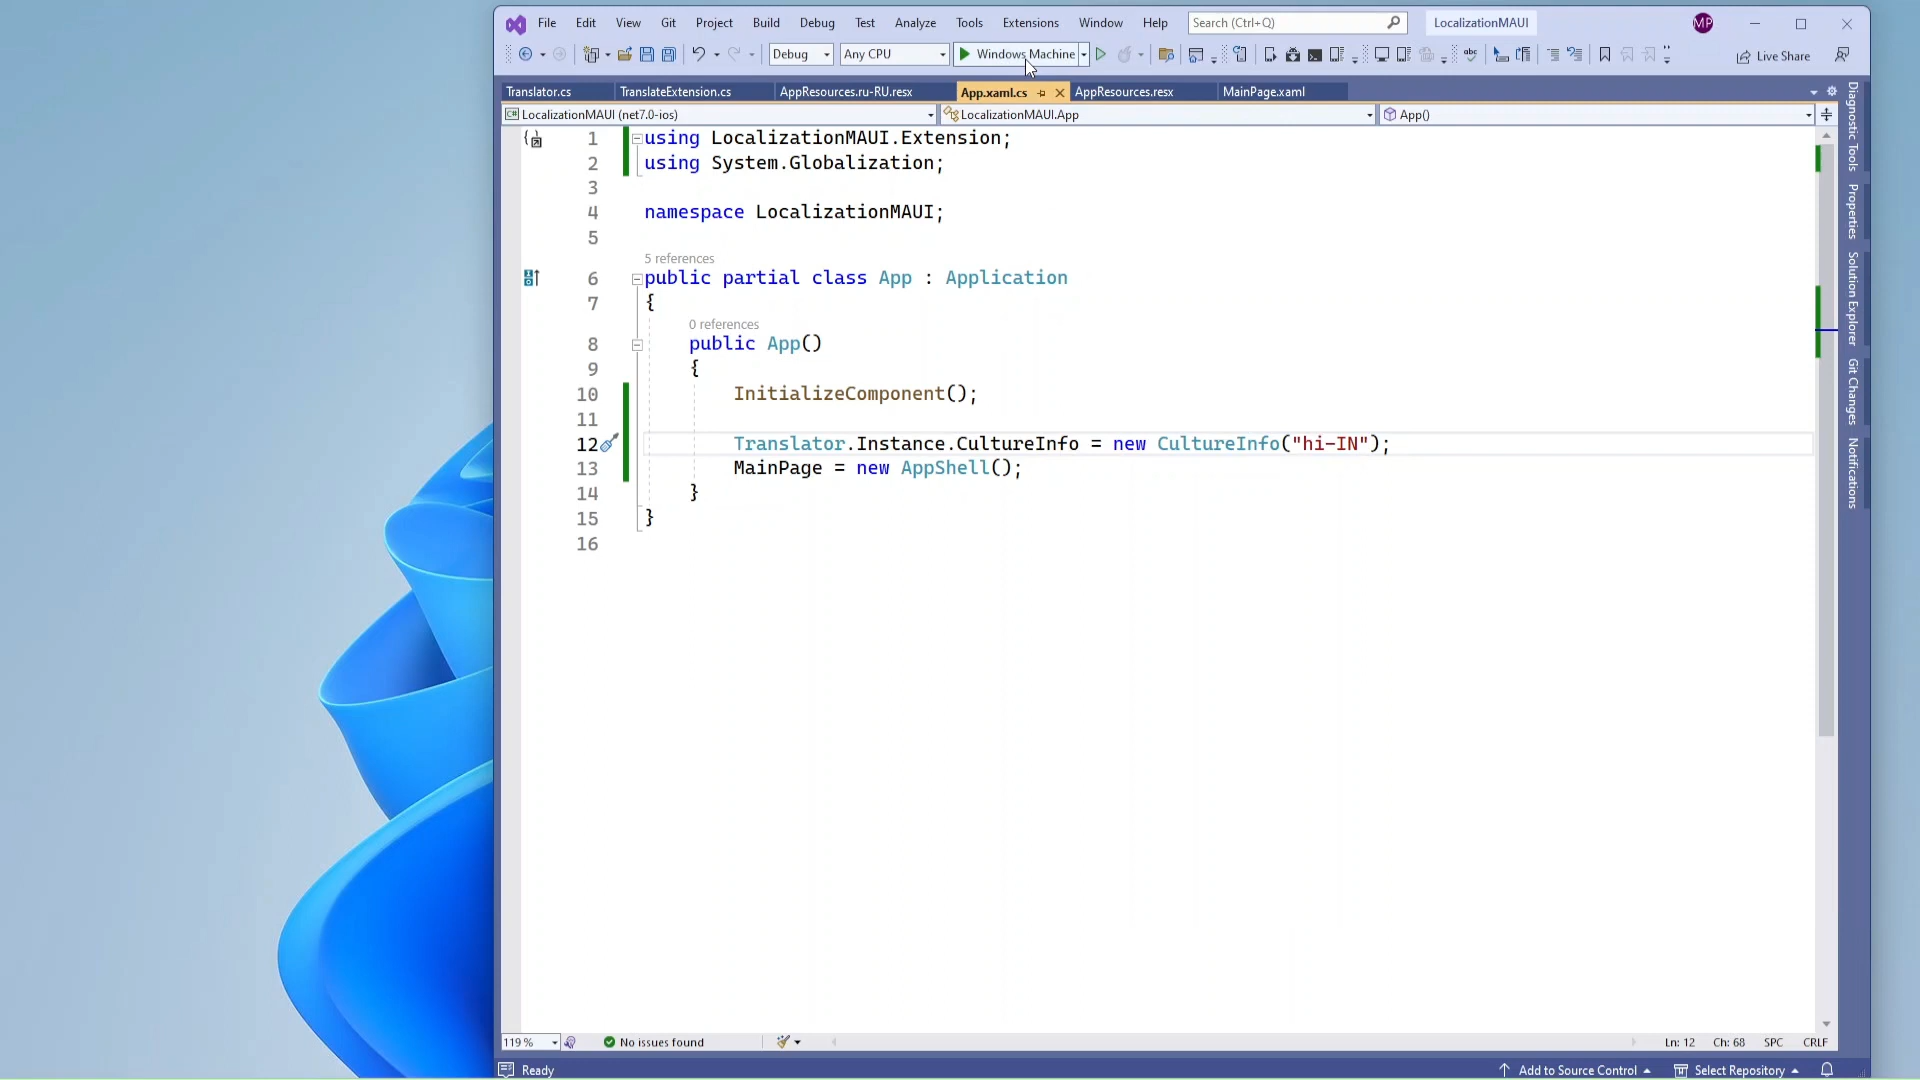 File Edit View Git Project Build Debug Test Analyze Tools Extensions Window Help Search (Ctrl+Q) LocalizationMAUI MP
Debug Any CPU Windows Machine Live Share
Translator.cs TranslateExtension.cs AppResources.ru-RU.resx App.xaml.cs AppResources.resx MainPage.xaml
LocalizationMAUI (net7.0-ios) LocalizationMAUI.App App()
1 using LocalizationMAUI.Extension;
2 using System.Globalization;
3
4 namespace LocalizationMAUI;
5
5 references
6 public partial class App : Application
7 {
0 references
8 public App()
9 {
10 InitializeComponent();
11
12 Translator.Instance.CultureInfo = new CultureInfo("hi-IN");
13 MainPage = new AppShell();
14 }
15 }
16
Diagnostic Tools
Properties
Solution Explorer
Git Changes
Notifications
119 % No issues found Ln: 12 Ch: 68 SPC CRLF
Ready Add to Source Control Select Repository